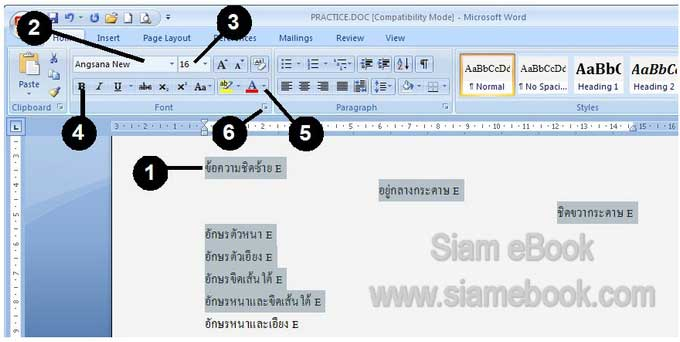 PRACTICE.DOC [Compatibility Mode] - Microsoft Word
2 3
Insert Page Layout References Mailings Review View
Angsana New 16
Paste
B I U abc x₂ x² Aa ab A
AaBbCcDc AaBbCcDc AaBbC AaBbCc
¶ Normal ¶ No Spaci... Heading 1 Heading 2
Clipboard Font Paragraph Styles
4 6 5
1
ข้อความชิดซ้าย E
อยู่กลางกระดาษ E
ชิดขวากระดาษ E
อักษรตัวหนา E
อักษรตัวเอียง E
อักษรขีดเส้นใต้ E
อักษรหนาและขีดเส้นใต้ E
อักษรหนาและเอียง E
Siam eBook
www.siamebook.com